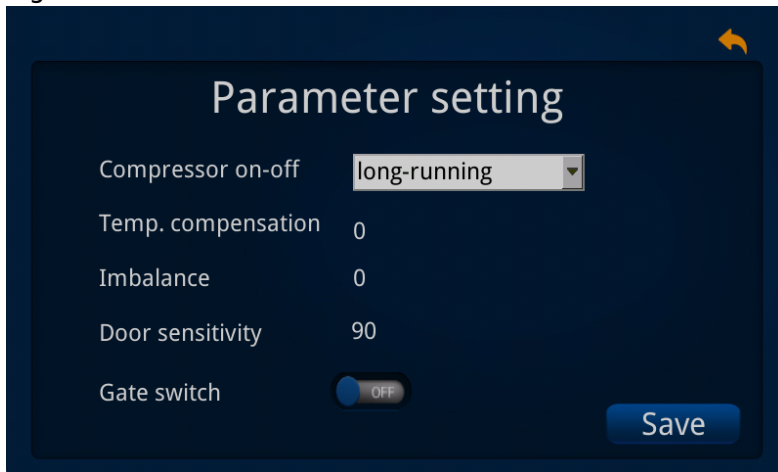 Parameter setting
Compressor on-off long-running
Temp. compensation 0
Imbalance 0
Door sensitivity 90
Gate switch OFF
Save